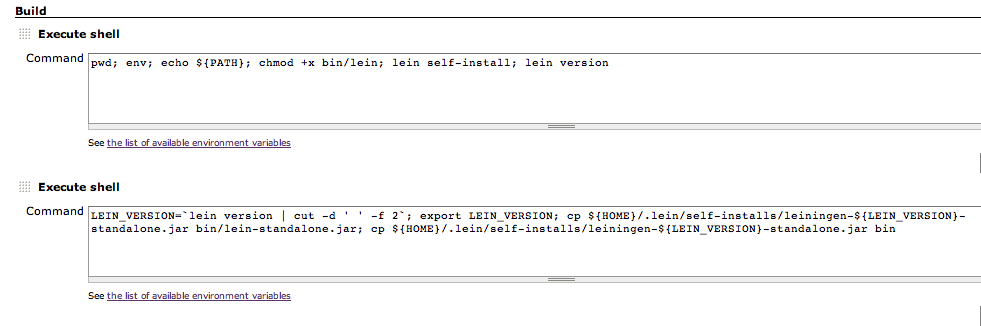 Build
Execute shell
Command
pwd; env; echo ${PATH}; chmod +x bin/lein; lein self-install; lein version
See the list of available environment variables
Execute shell
Command
LEIN_VERSION=`lein version | cut -d ' ' -f 2`; export LEIN_VERSION; cp ${HOME}/.lein/self-installs/leiningen-${LEIN_VERSION}-
standalone.jar bin/lein-standalone.jar; cp ${HOME}/.lein/self-installs/leiningen-${LEIN_VERSION}-standalone.jar bin
See the list of available environment variables